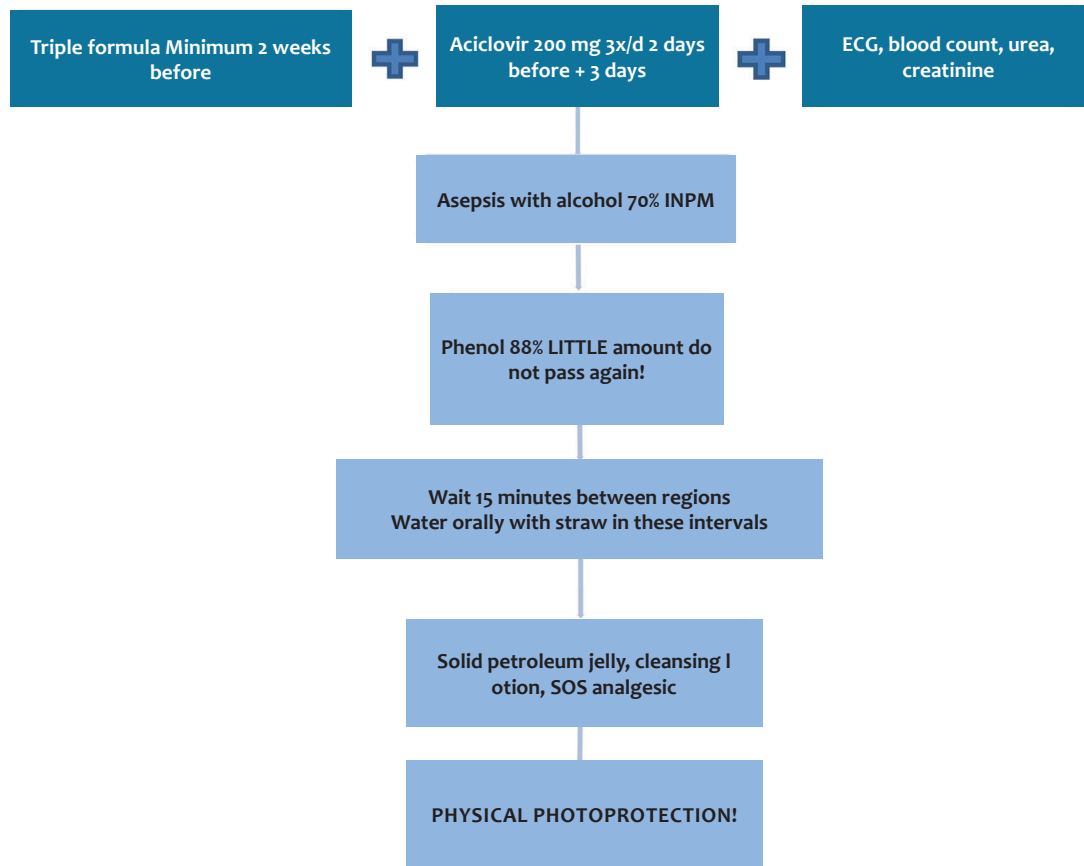 Triple formula Minimum 2 weeks
before
Aciclovir 200 mg 3x/d 2 days
before + 3 days
ECG, blood count, urea,
creatinine
Asepsis with alcohol 70% INPM
Phenol 88% LITTLE amount do
not pass again!
Wait 15 minutes between regions
Water orally with straw in these intervals
Solid petroleum jelly, cleansing l
otion, SOS analgesic
PHYSICAL PHOTOPROTECTION!